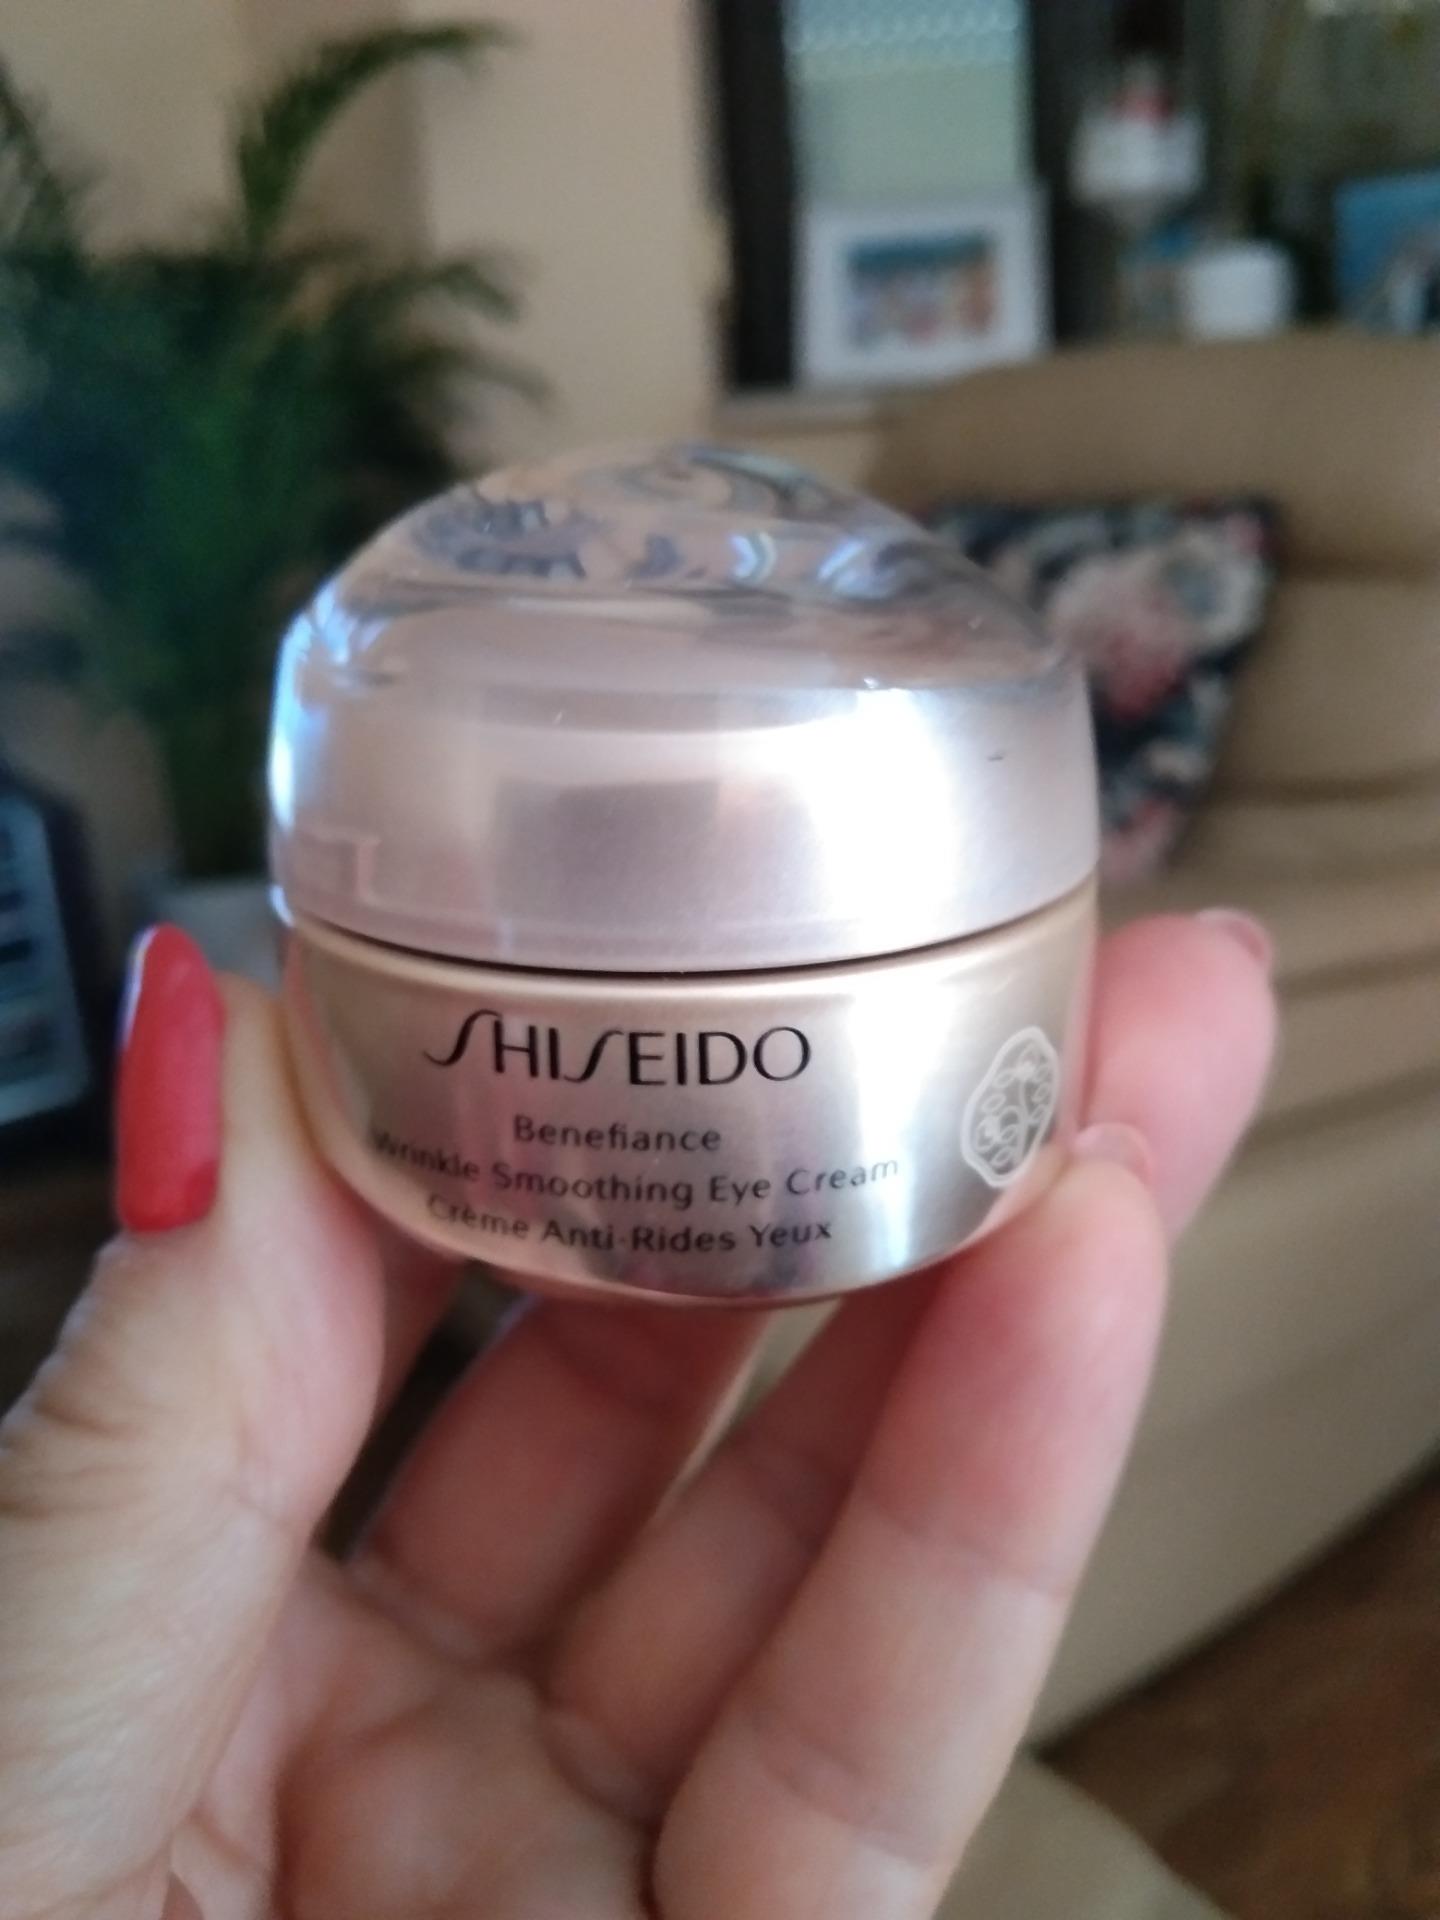 SHISEIDO
Benefiance
Wrinkle Smoothing Eye Cream
Crème Anti-Rides Yeux